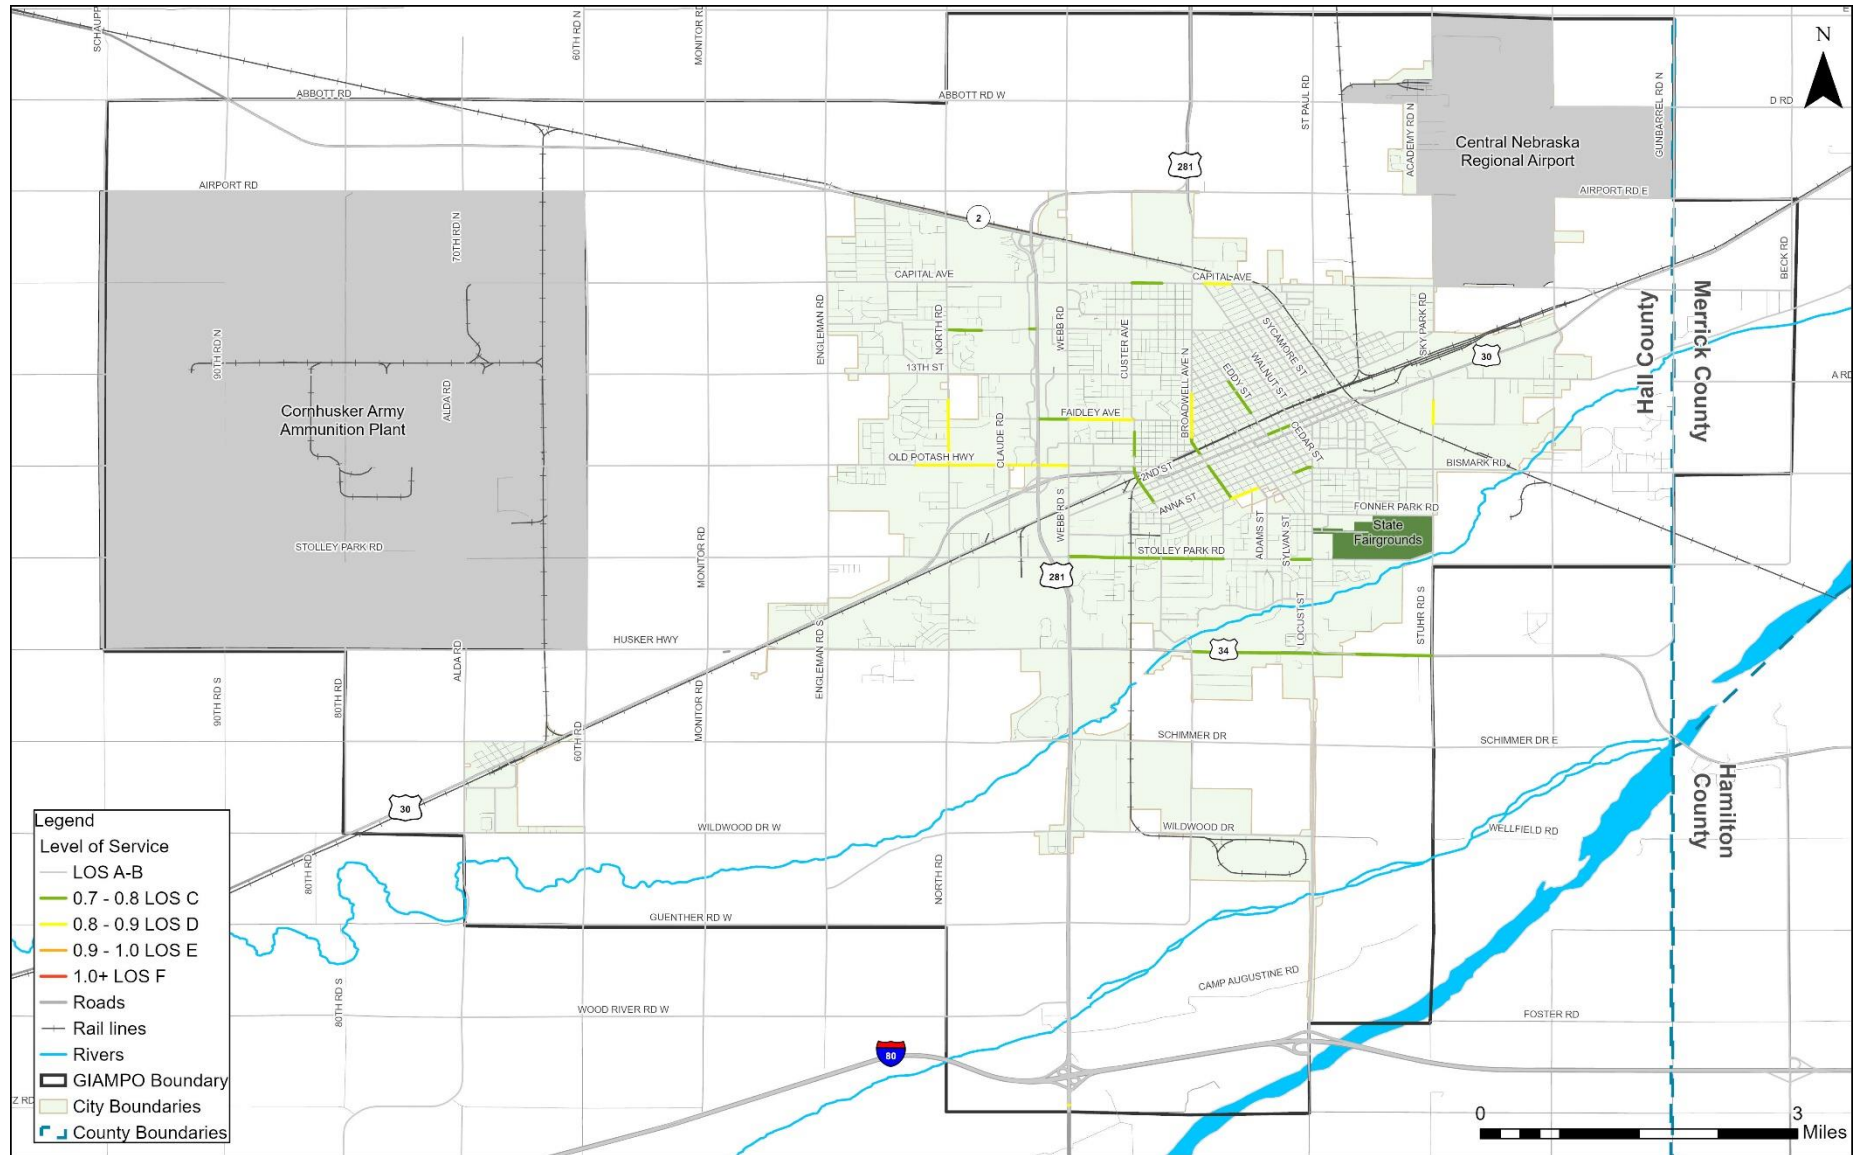 SCHAUPP
60TH RD N
MONITOR RD
N
ABBOTT RD
ABBOTT RD W
ST PAUL RD
ACADEMY RD N
GUNBARREL RD N
D RD
281
Central Nebraska
Regional Airport
AIRPORT RD
AIRPORT RD E
70TH RD N
2
BECK RD
CAPITAL AVE
CAPITAL AVE
90TH RD N
ENGLEMAN RD
NORTH RD
WEBB RD
CUSTER AVE
SYCAMORE ST
SKY PARK RD
Hall County
Merrick County
30
13TH ST
BROADWELL AVE N
EDDY ST
WALNUT ST
A RD
ALDA RD
Cornhusker Army
Ammunition Plant
CLAUDE RD
FAIDLEY AVE
CEDAR ST
OLD POTASH HWY
2ND ST
BISMARK RD
WEBB RD S
ANNA ST
FONNER PARK RD
State
Fairgrounds
STOLLEY PARK RD
MONITOR RD
STOLLEY PARK RD
ADAMS ST
SYLVAN ST
281
HUSKER HWY
ALDA RD
ENGLEMAN RD S
34
LOCUST ST
STUHR RD S
90TH RD S
80TH RD
MONITOR RD
60TH RD
SCHIMMER DR
SCHIMMER DR E
Hamilton
County
30
WILDWOOD DR W
WILDWOOD DR
WELLFIELD RD
80TH RD
NORTH RD
GUENTHER RD W
80TH RD S
CAMP AUGUSTINE RD
WOOD RIVER RD W
FOSTER RD
80
Z RD
Legend
Level of Service
LOS A-B
0.7 - 0.8 LOS C
0.8 - 0.9 LOS D
0.9 - 1.0 LOS E
1.0+ LOS F
Roads
Rail lines
Rivers
GIAMPO Boundary
City Boundaries
County Boundaries
0 3
Miles